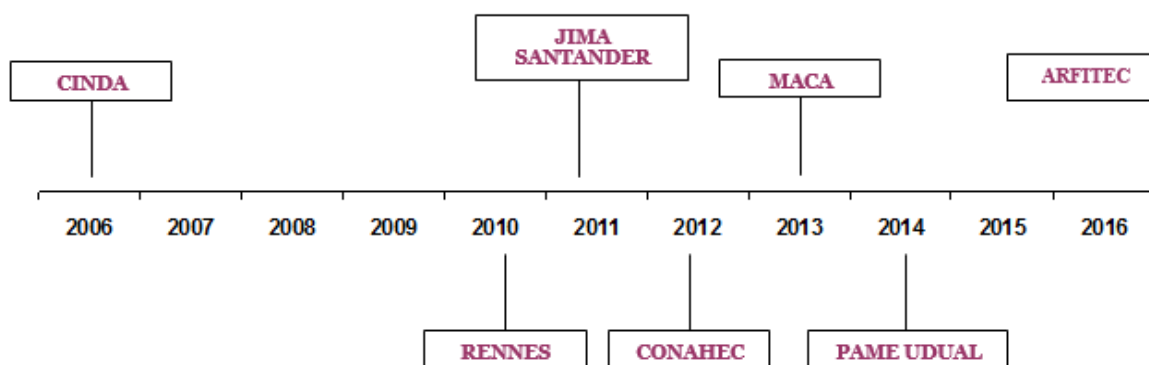 JIMA
SANTANDER
CINDA
MACA
ARFITEC
2006 2007 2008 2009 2010 2011 2012 2013 2014 2015 2016
RENNES CONAHEC PAME UDUAL